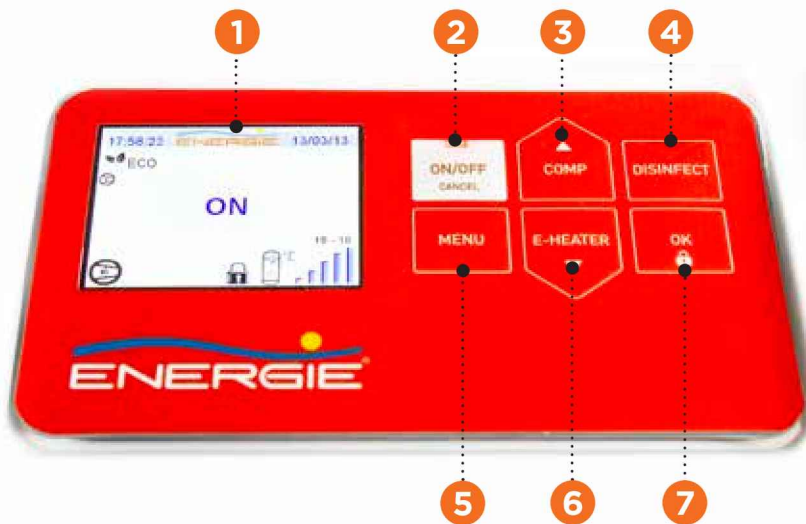 1
2
3
4
17:58:22 ENERGIE 13/03/13
ECO
ON
°C
ON/OFF
CANCEL
COMP
DISINFECT
MENU
E-HEATER
OK
ENERGIE
5
6
7